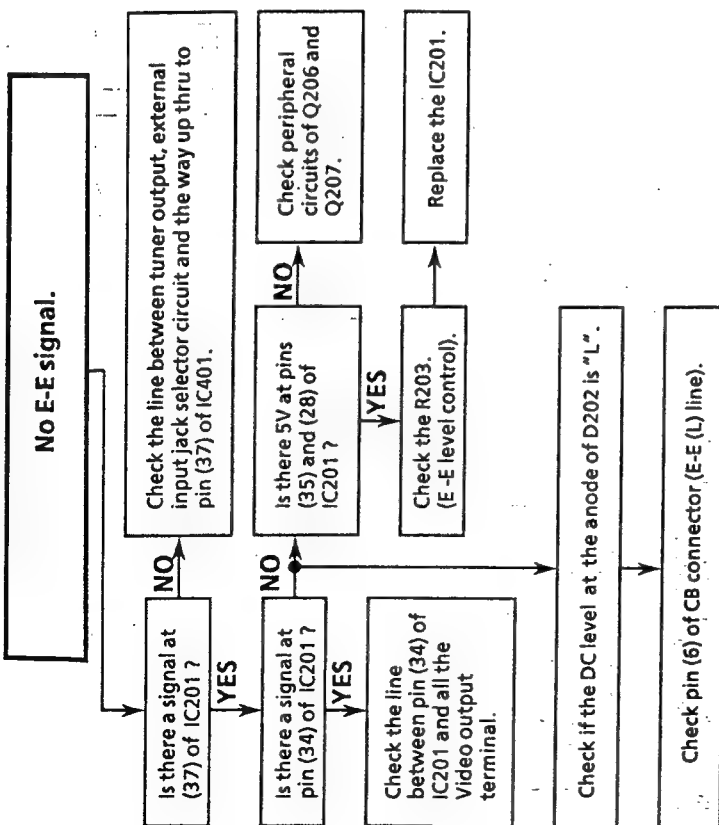 No E-E signal.
Is there a signal at
(37) of IC201 ?
NO
Check the line between tuner output, external
input jack selector circuit and the way up thru to
pin (37) of IC401.
YES
Is there a signal at
pin (34) of IC201 ?
NO
Is there 5V at pins
(35) and (28) of
IC201 ?
NO
Check peripheral
circuits of Q206 and
Q207.
YES
Check the line
between pin (34) of
IC201 and all the
Video output
terminal.
YES
Check the R203.
(E-E level control).
Replace the IC201.
Check if the DC level at the anode of D202 is "L".
Check pin (6) of CB connector (E-E (L) line).